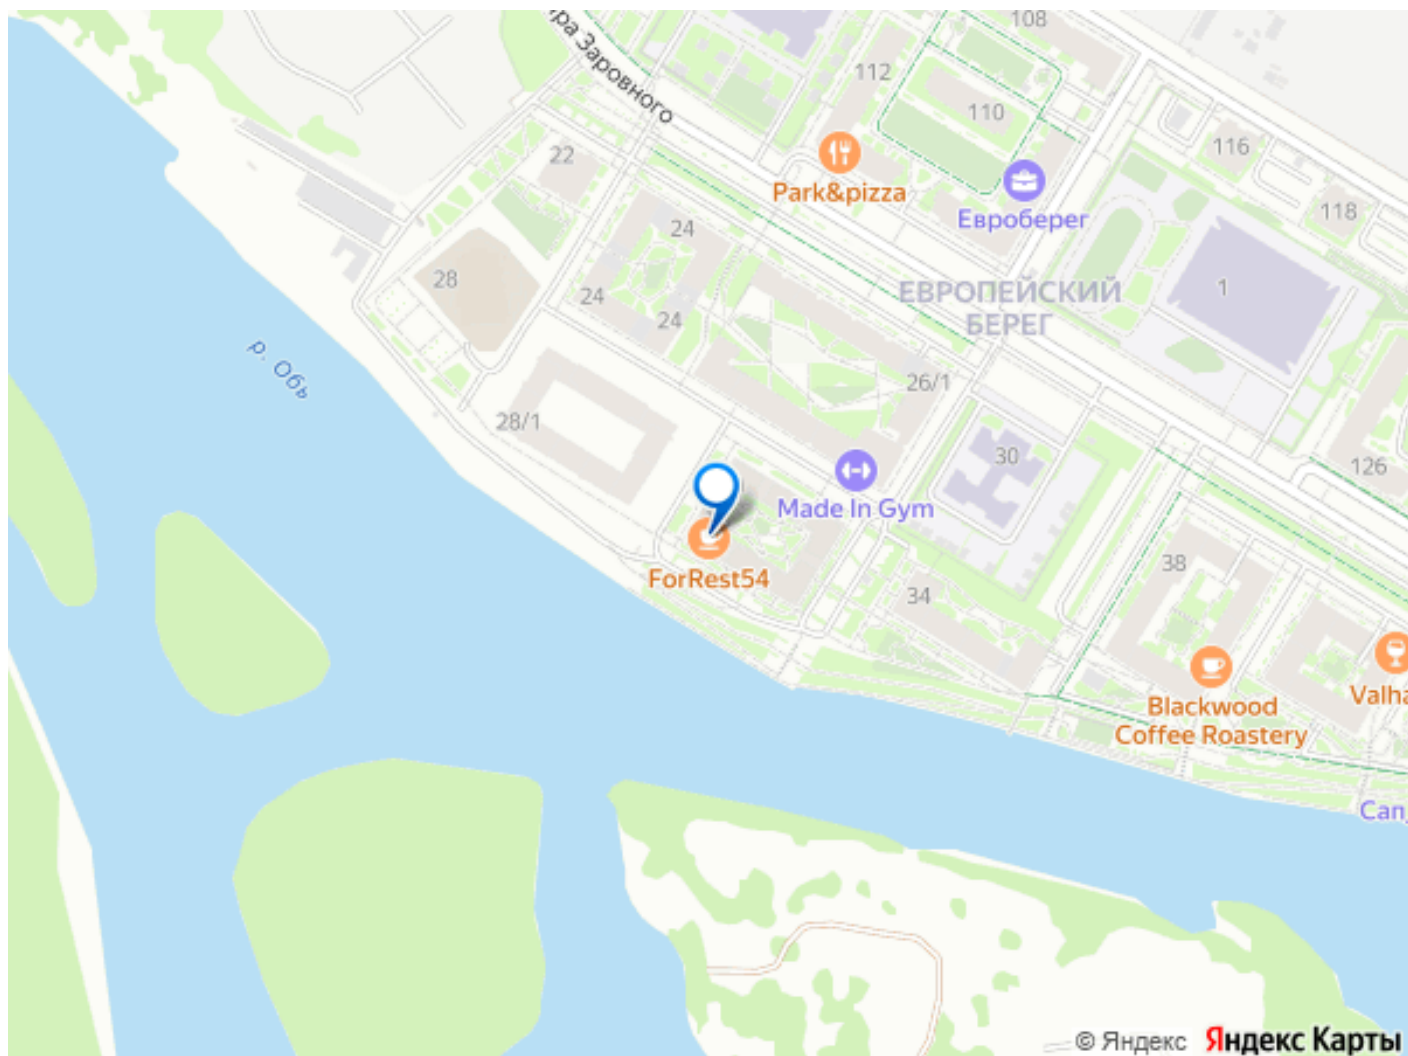 108
112
ра Заровного
110
116
22
Park&pizza
Евроберег
118
24
28
1
ЕВРОПЕЙСКИЙ
БЕРЕГ
24
24
р. Обь
26/1
28/1
30
126
Made In Gym
38
ForRest54
34
Valha
Blackwood
Coffee Roastery
© Яндекс Яндекс Карты